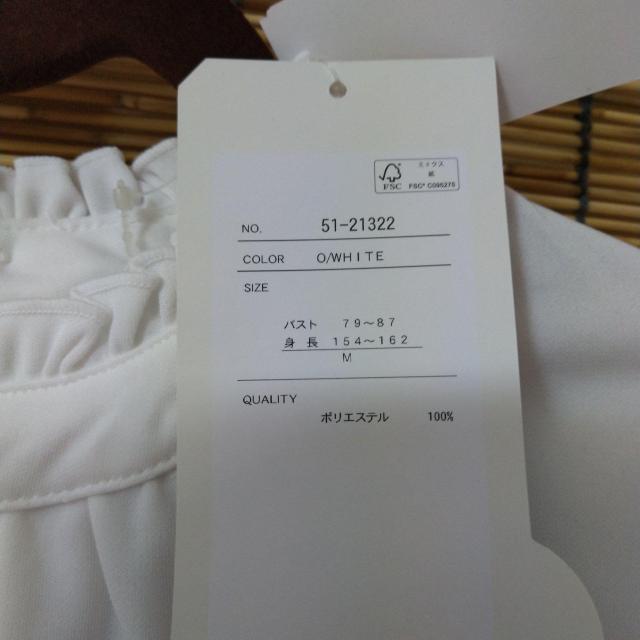 ミックス
紙
FSC FSC® C095275
NO. 51-21322
COLOR O/WHITE
SIZE
バスト 79～87
身長 154～162
M
QUALITY
ポリエステル 100%